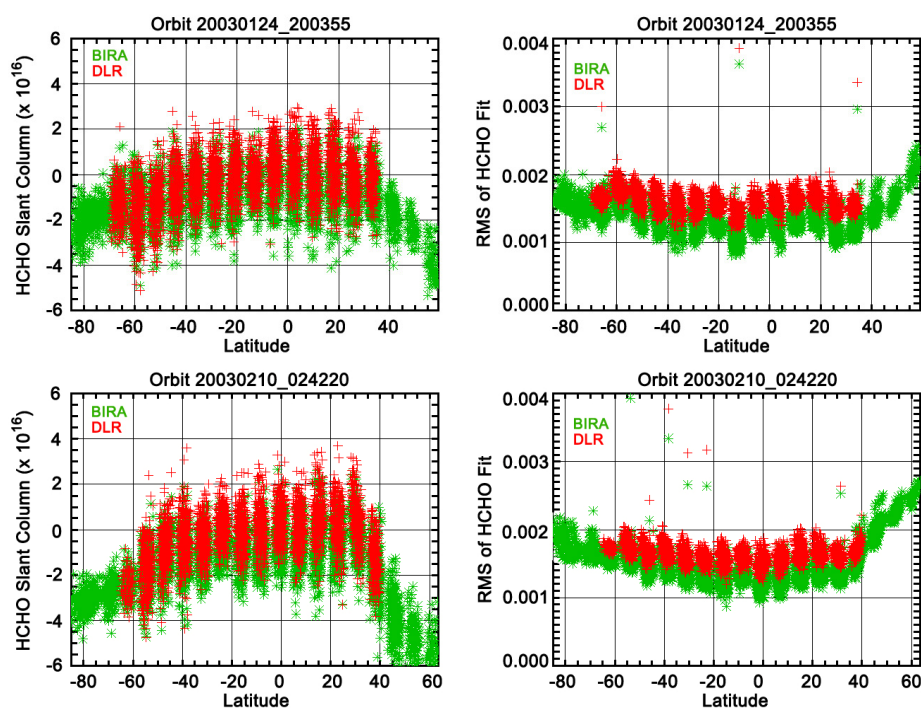 Orbit 20030124_200355
HCHO Slant Column (x 10^16)
6
4
2
0
-2
-4
-6
BIRA
DLR
-80 -60 -40 -20 0 20 40
Latitude
Orbit 20030124_200355
RMS of HCHO Fit
0.004
0.003
0.002
0.001
0.000
BIRA
DLR
-80 -60 -40 -20 0 20 40
Latitude
Orbit 20030210_024220
HCHO Slant Column (x 10^16)
6
4
2
0
-2
-4
-6
BIRA
DLR
-80 -60 -40 -20 0 20 40 60
Latitude
Orbit 20030210_024220
RMS of HCHO Fit
0.004
0.003
0.002
0.001
0.000
BIRA
DLR
-80 -60 -40 -20 0 20 40 60
Latitude